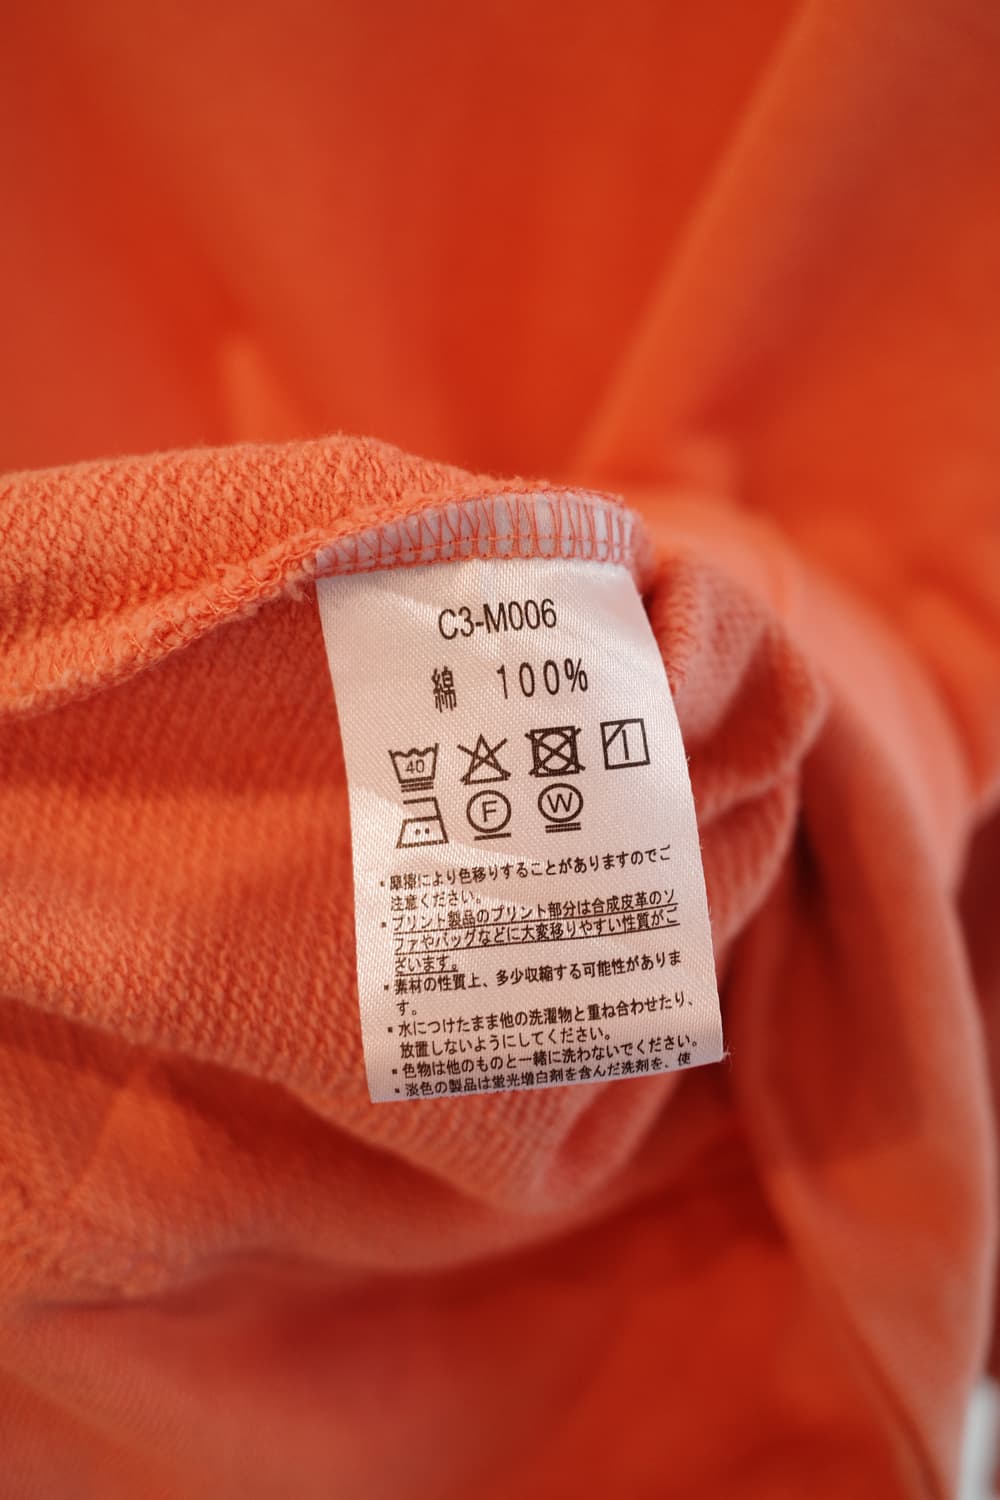 C3-M006
綿 100%
40
F W
・摩擦により色移りすることがありますのでご
注意ください。
・プリント製品のプリント部分は合成皮革のソ
ファやバッグなどに大変移りやすい性質がご
ざいます。
・素材の性質上、多少収縮する可能性がありま
す。
・水につけたまま他の洗濯物と重ね合わせたり、
放置しないようにしてください。
・色物は他のものと一緒に洗わないでください。
・淡色の製品は蛍光増白剤を含んだ洗剤を、使